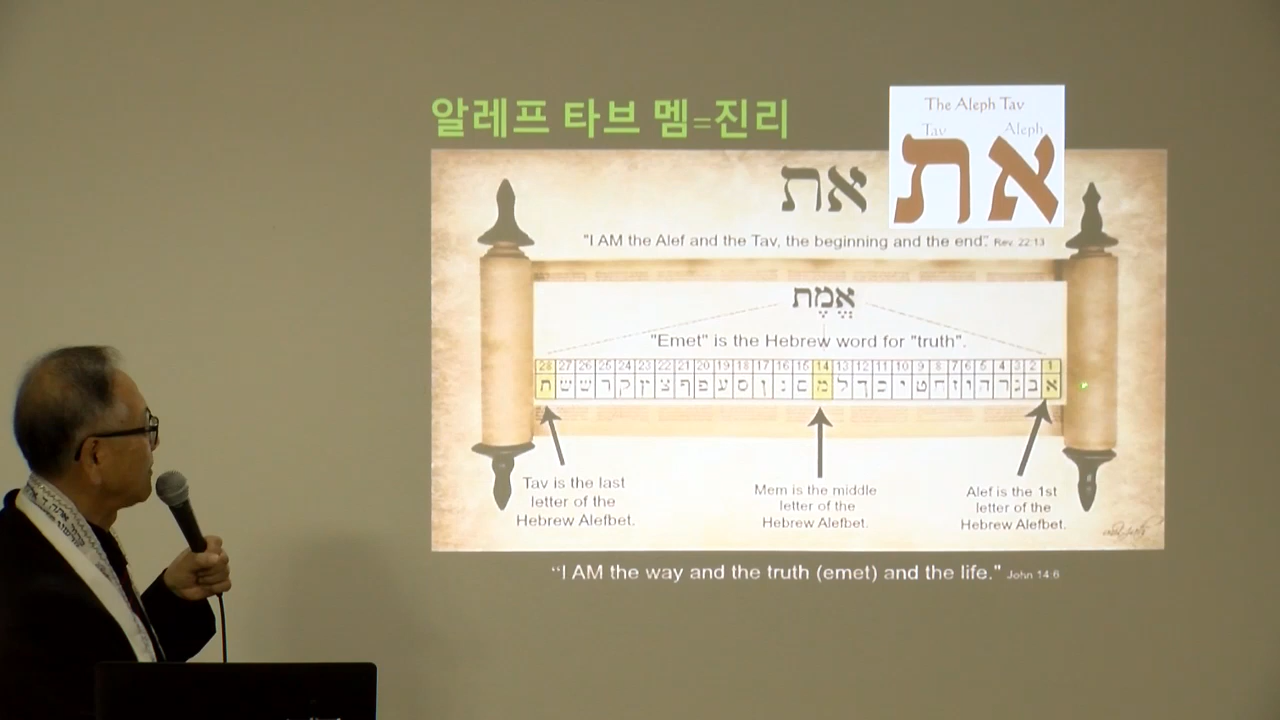 알레프 타브 멤=진리
The Aleph Tav
Tav Aleph
את
את
"I AM the Alef and the Tav, the beginning and the end". Rev. 22:13
אֱמֶת
"Emet" is the Hebrew word for "truth".
28 27 26 25 24 23 22 21 20 19 18 17 16 15 14 13 12 11 10 9 8 7 6 5 4 3 2 1
Tav is the last
letter of the
Hebrew Alefbet.
Mem is the middle
letter of the
Hebrew Alefbet.
Alef is the 1st
letter of the
Hebrew Alefbet.
"I AM the way and the truth (emet) and the life." John 14:6